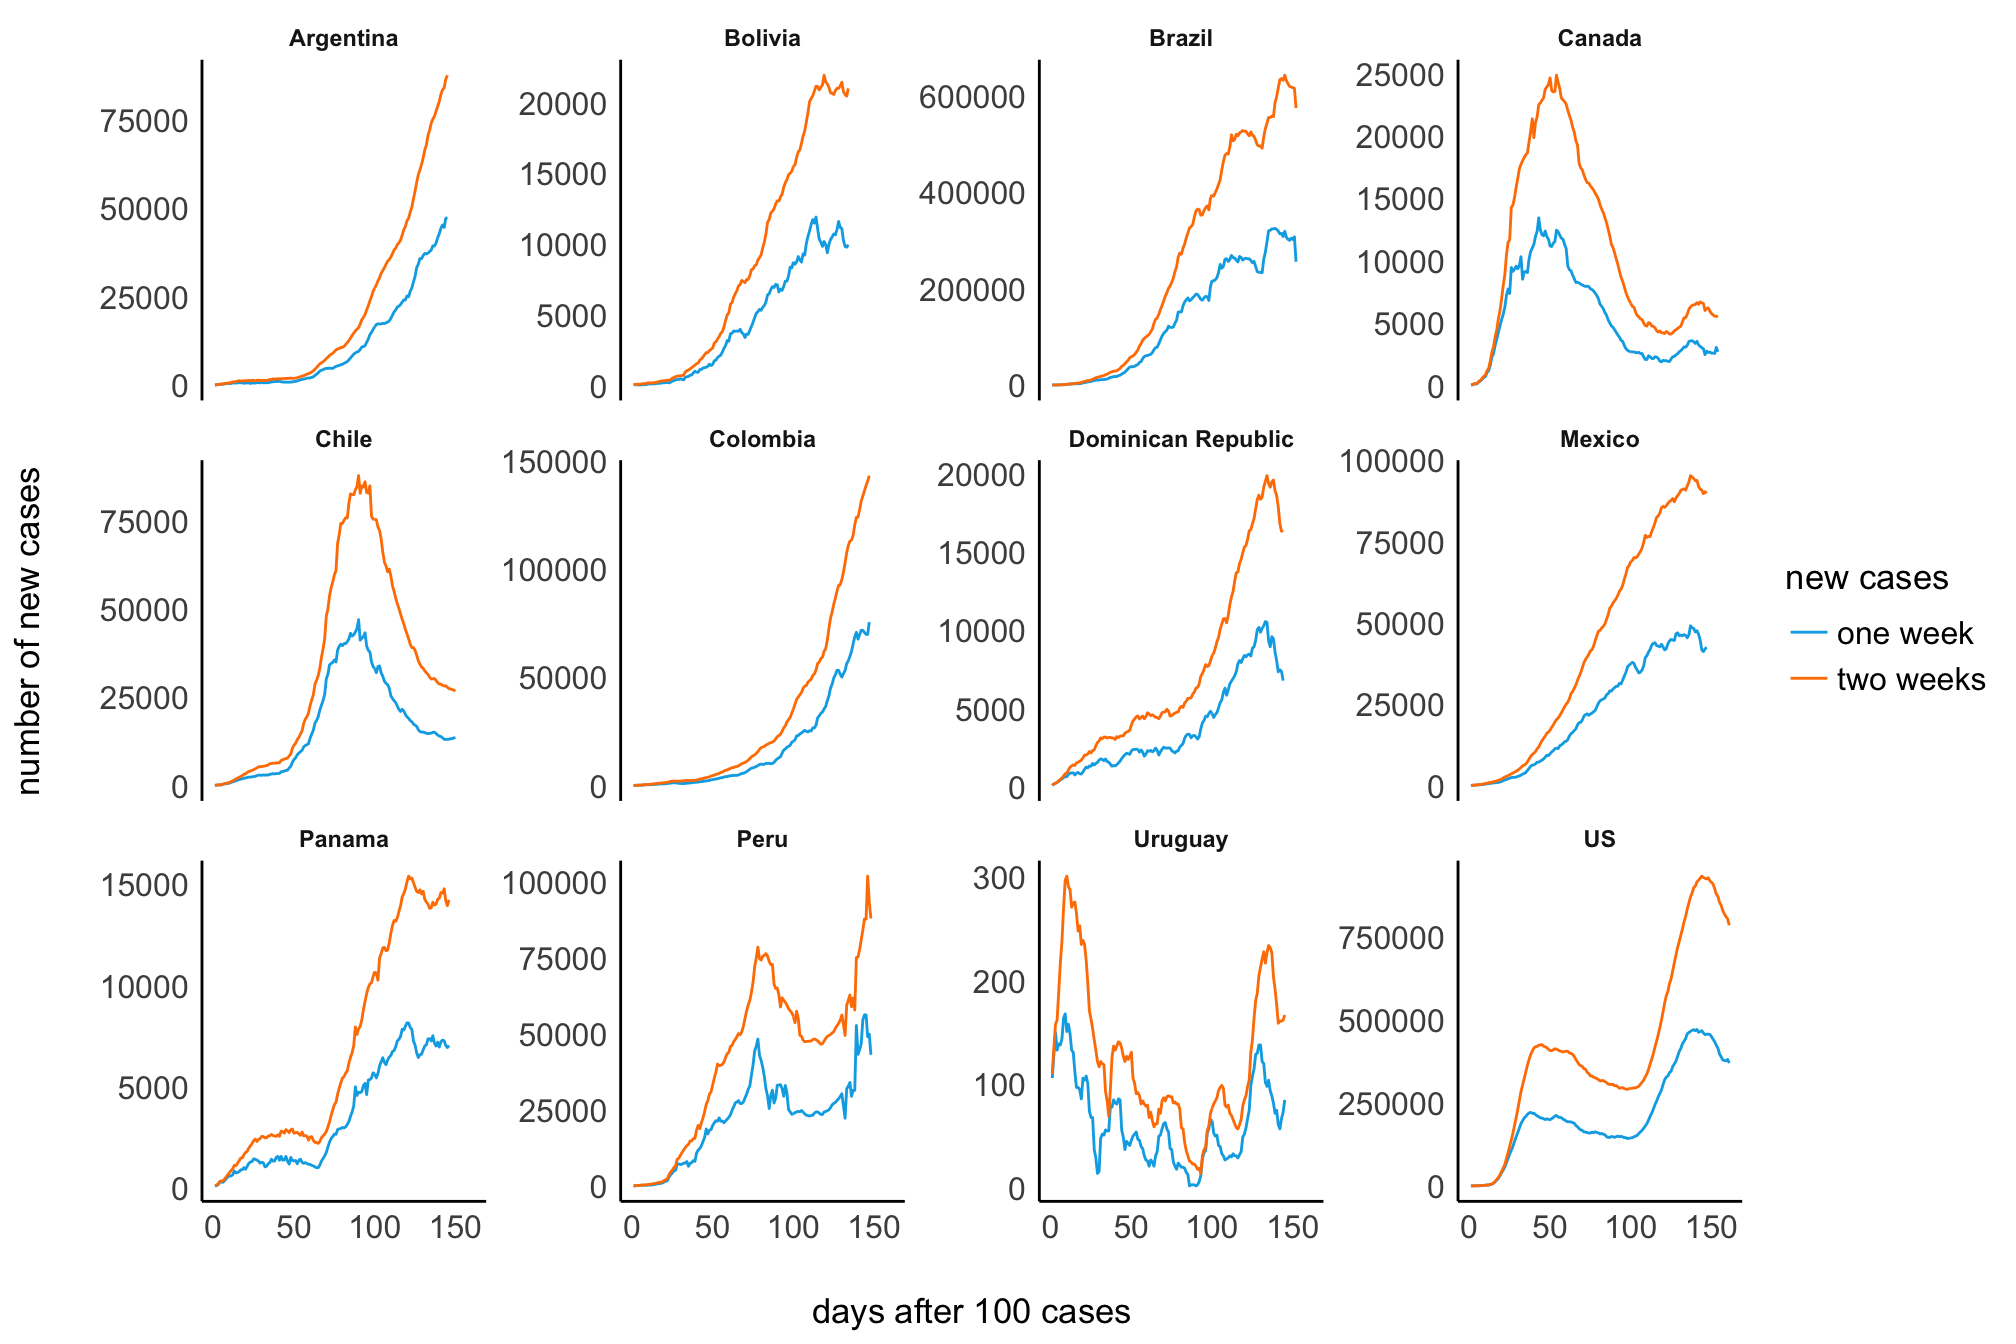 Argentina Bolivia Brazil Canada
75000 50000 25000 0
20000 15000 10000 5000 0
600000 400000 200000 0
25000 20000 15000 10000 5000 0
Chile Colombia Dominican Republic Mexico
75000 50000 25000 0
150000 100000 50000 0
20000 15000 10000 5000 0
100000 75000 50000 25000 0
Panama Peru Uruguay US
15000 10000 5000 0
100000 75000 50000 25000 0
300 200 100 0
750000 500000 250000 0
0 50 100 150 0 50 100 150 0 50 100 150 0 50 100 150
days after 100 cases
number of new cases
new cases
one week
two weeks